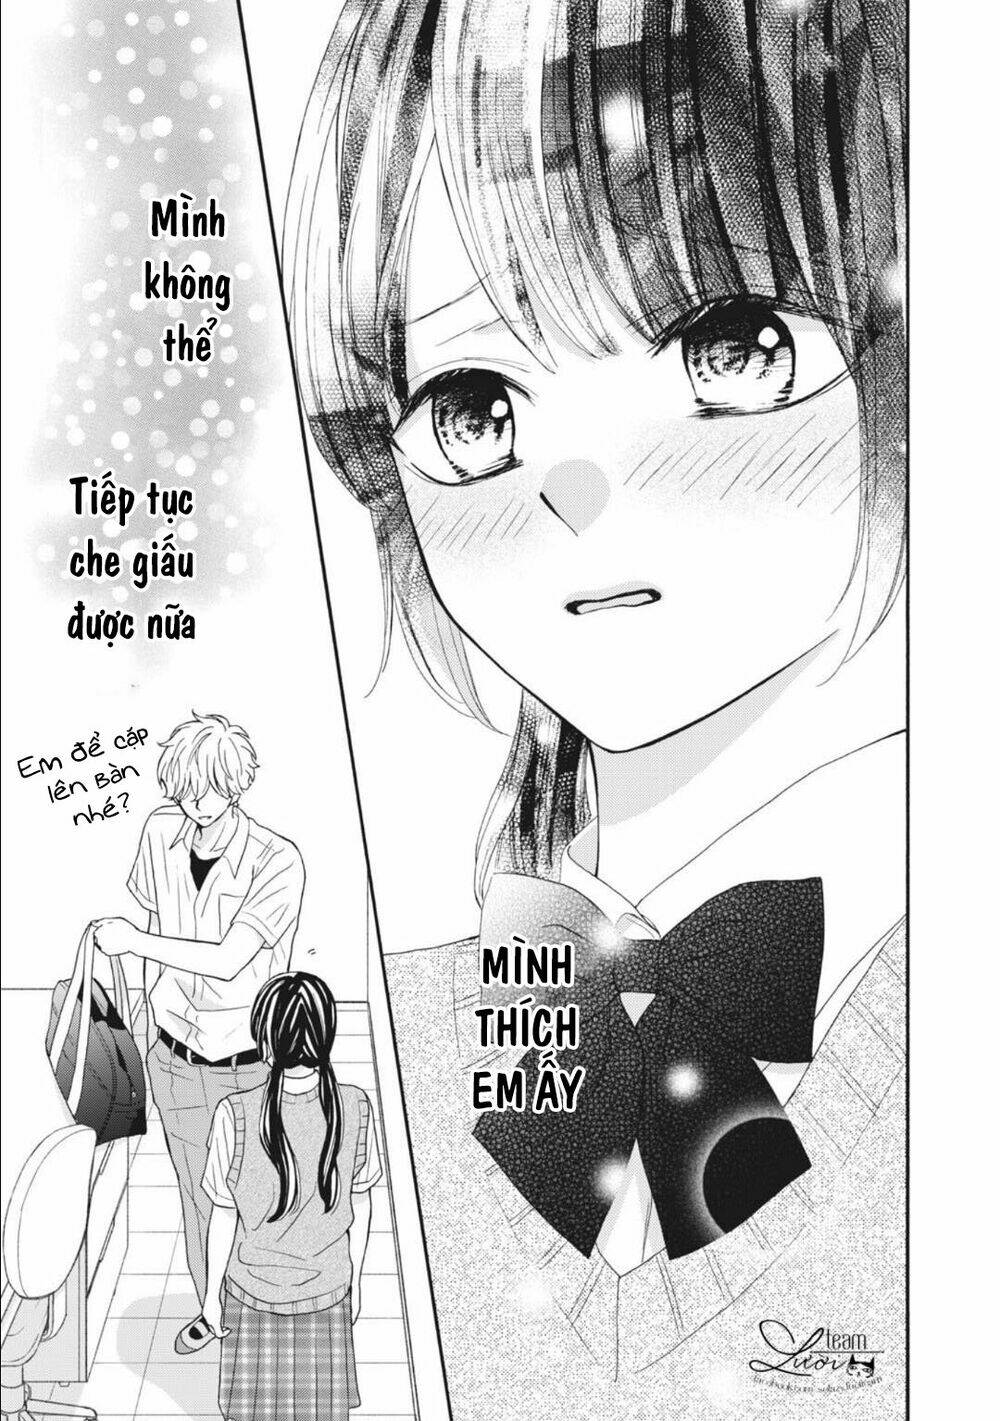 Mình
không
thể
Tiếp tục
che giấu
được nữa
MÌNH
THÍCH
EM ẤY
Em để cặp
lên bàn
nhé?
team
Lười